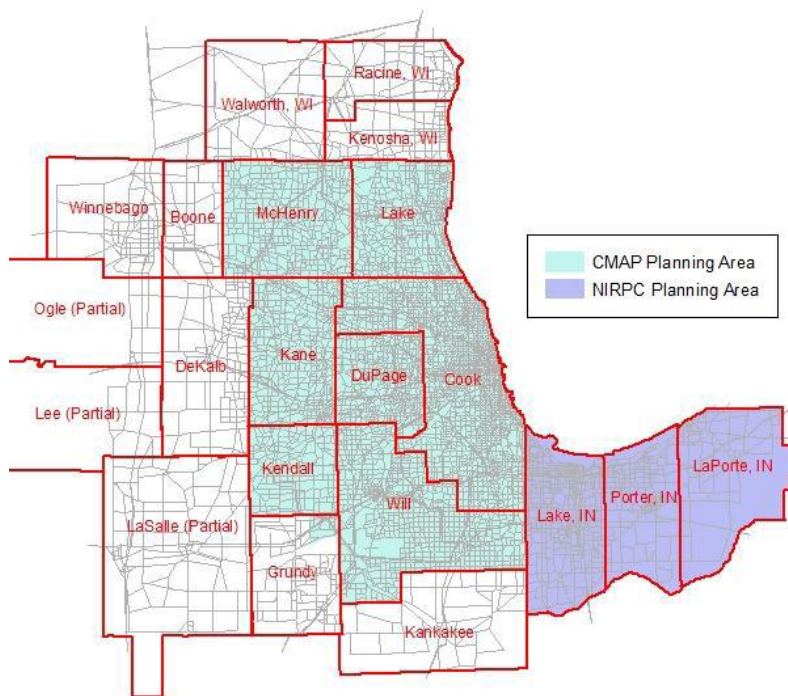 Racine, WI
Walworth, WI
Kenosha, WI
Winnebago
Boone
McHenry
Lake
CMAP Planning Area
NIRPC Planning Area
Ogle (Partial)
Kane
DeKalb
DuPage
Cook
Lee (Partial)
Kendall
LaPorte, IN
Will
Lake, IN
Porter, IN
LaSalle (Partial)
Grundy
Kankakee